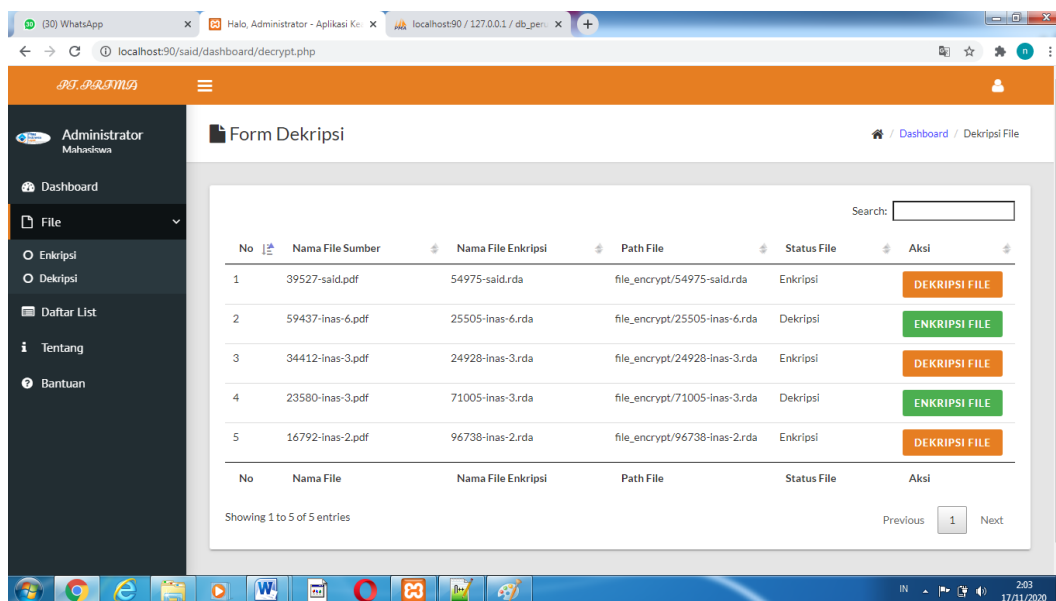 (30) WhatsApp
Halo, Administrator - Aplikasi Kea
localhost:90 / 127.0.0.1 / db_peru
localhost:90/said/dashboard/decrypt.php
n
PT.PRIMA
Administrator
Mahasiswa
Form Dekripsi
/ Dashboard / Dekripsi File
Dashboard
File
Enkripsi
Dekripsi
Daftar List
Tentang
Bantuan
Search:
No Nama File Sumber Nama File Enkripsi Path File Status File Aksi
1 39527-said.pdf 54975-said.rda file_encrypt/54975-said.rda Enkripsi DEKRIPSI FILE
2 59437-inas-6.pdf 25505-inas-6.rda file_encrypt/25505-inas-6.rda Dekripsi ENKRIPSI FILE
3 34412-inas-3.pdf 24928-inas-3.rda file_encrypt/24928-inas-3.rda Enkripsi DEKRIPSI FILE
4 23580-inas-3.pdf 71005-inas-3.rda file_encrypt/71005-inas-3.rda Dekripsi ENKRIPSI FILE
5 16792-inas-2.pdf 96738-inas-2.rda file_encrypt/96738-inas-2.rda Enkripsi DEKRIPSI FILE
No Nama File Nama File Enkripsi Path File Status File Aksi
Showing 1 to 5 of 5 entries
Previous 1 Next
IN
2:03
17/11/2020